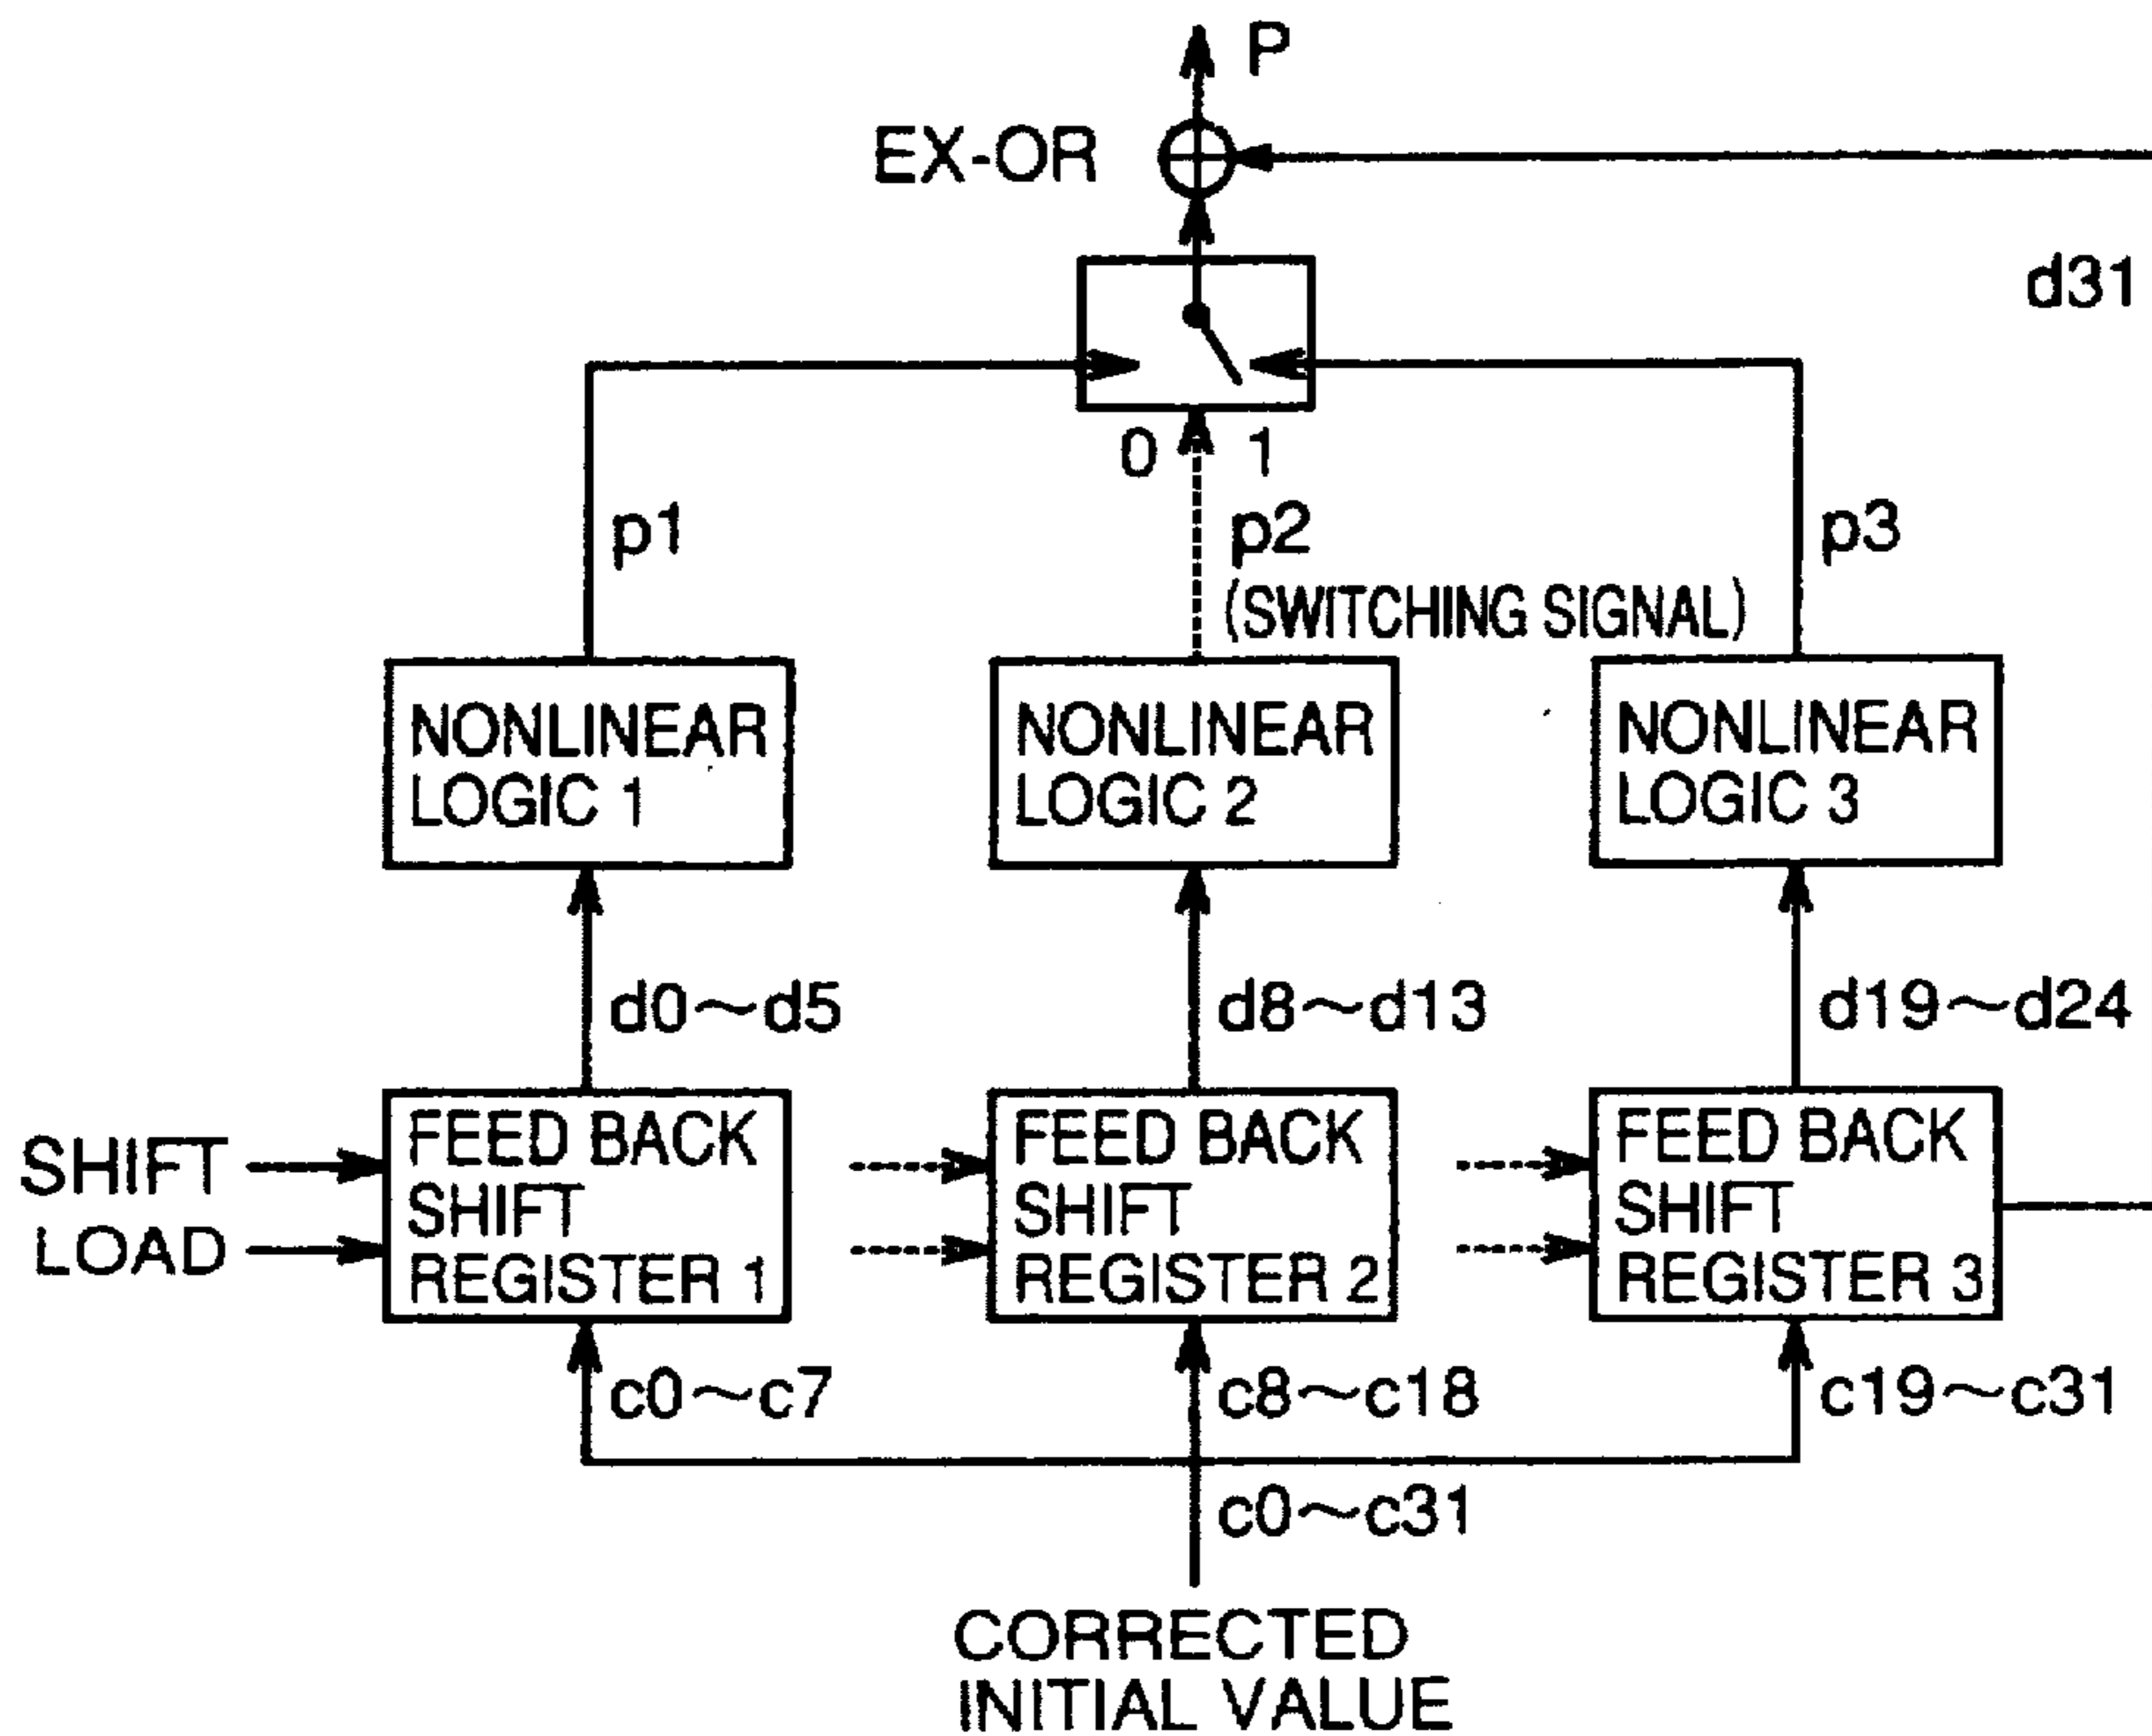 P
EX-OR
d31
0 1
p1
p2
(SWITCHING SIGNAL)
p3
NONLINEAR
LOGIC 1
NONLINEAR
LOGIC 2
NONLINEAR
LOGIC 3
d0~d5
d8~d13
d19~d24
SHIFT
LOAD
FEED BACK
SHIFT
REGISTER 1
FEED BACK
SHIFT
REGISTER 2
FEED BACK
SHIFT
REGISTER 3
c0~c7
c8~c18
c19~c31
c0~c31
CORRECTED
INITIAL VALUE